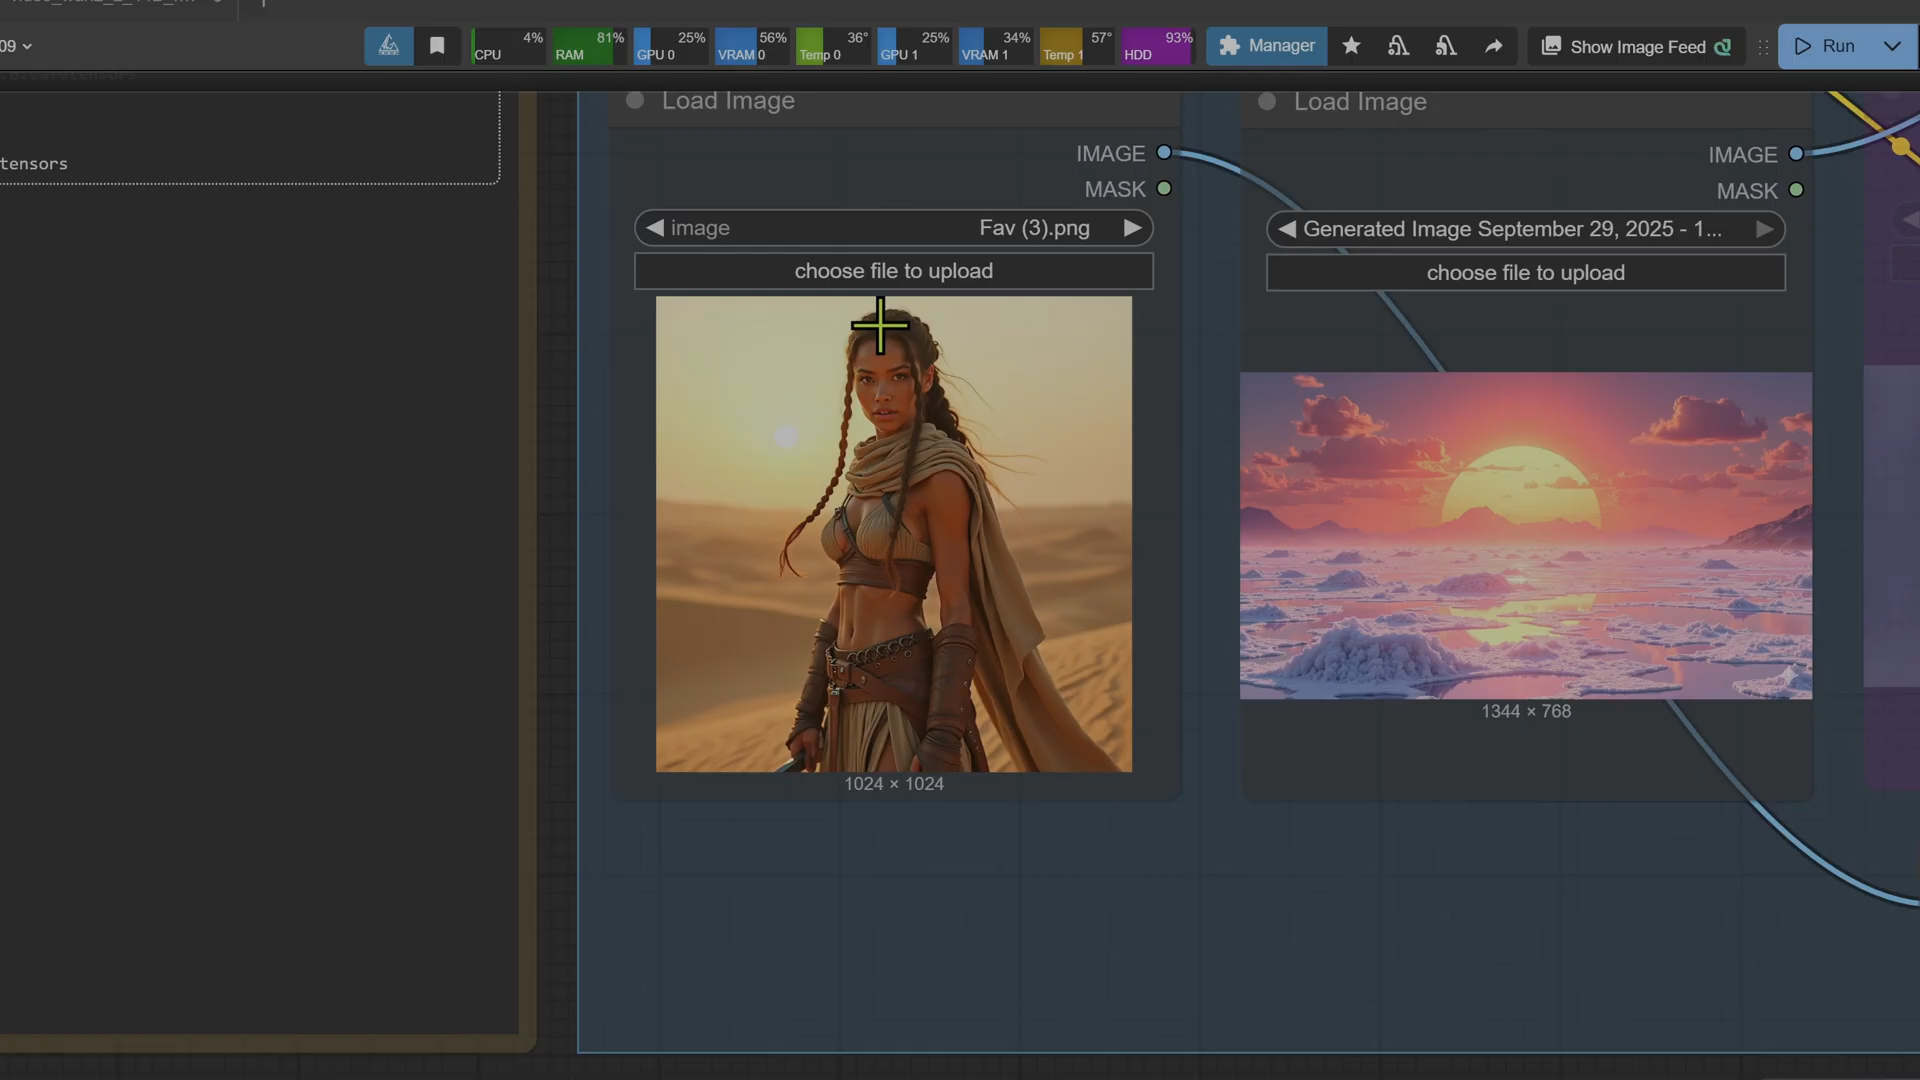 09
CPU 4%
RAM 81%
GPU 0 25%
VRAM 0 56%
Temp 0 36°
GPU 1 25%
VRAM 1 34%
Temp 1 57°
HDD 93%
Manager
Show Image Feed
Run
tensors
Load Image
IMAGE
MASK
image Fav (3).png
choose file to upload
1024 × 1024
Load Image
IMAGE
MASK
Generated Image September 29, 2025 - 1...
choose file to upload
1344 × 768